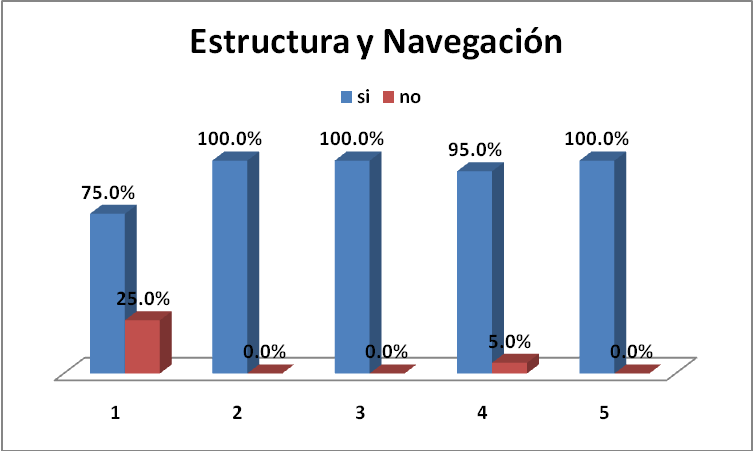 Estructura y Navegación
si no
100.0% 100.0% 95.0% 100.0%
75.0%
25.0%
0.0% 0.0% 5.0% 0.0%
1 2 3 4 5